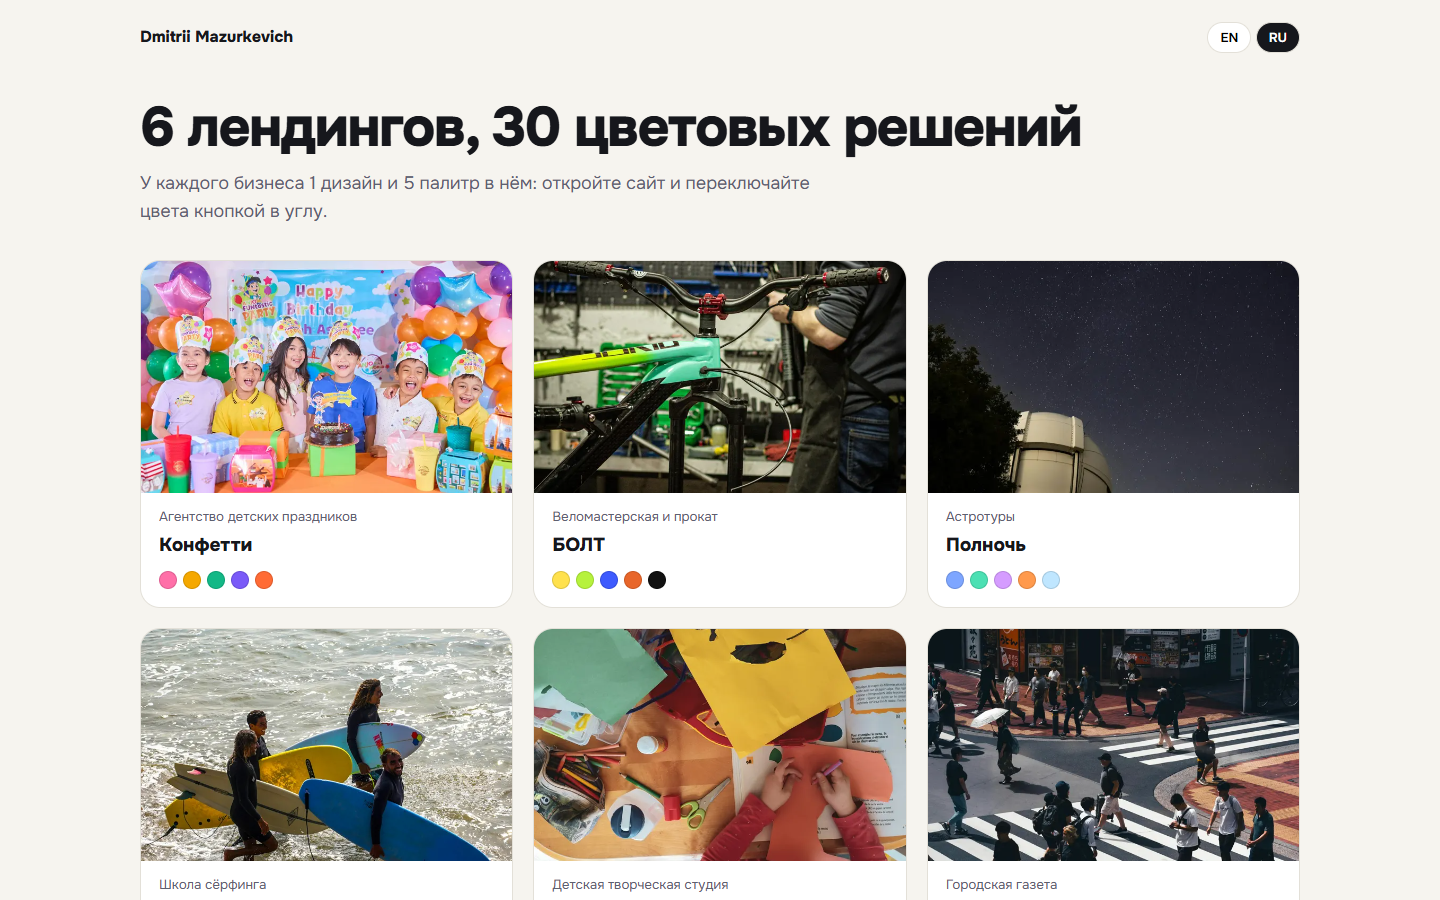 Dmitrii Mazurkevich
EN
RU
6 лендингов, 30 цветовых решений
У каждого бизнеса 1 дизайн и 5 палитр в нём: откройте сайт и переключайте
цвета кнопкой в углу.
Happy
Birthday
Агентство детских праздников
Конфетти
Веломастерская и прокат
БОЛТ
Астротуры
Полночь
Школа сёрфинга
Детская творческая студия
Городская газета